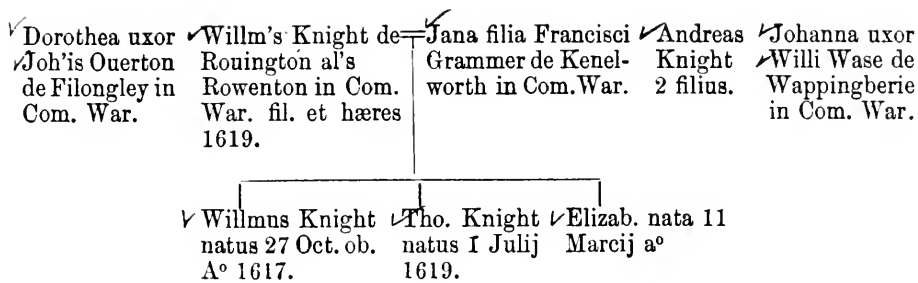 Dorothea uxor
Joh'is Ouerton
de Filongley in
Com. War.
Willm's Knight de
Rouington al's
Rowenton in Com.
War. fil. et hæres
1619.
Jana filia Francisci
Grammer de Kenel-
worth in Com. War.
Andreas
Knight
2 filius.
Johanna uxor
Willi Wase de
Wappingberie
in Com. War.
Willmus Knight
natus 27 Oct. ob.
Aº 1617.
Tho. Knight
natus I Julij
1619.
Elizab. nata 11
Marcij aº